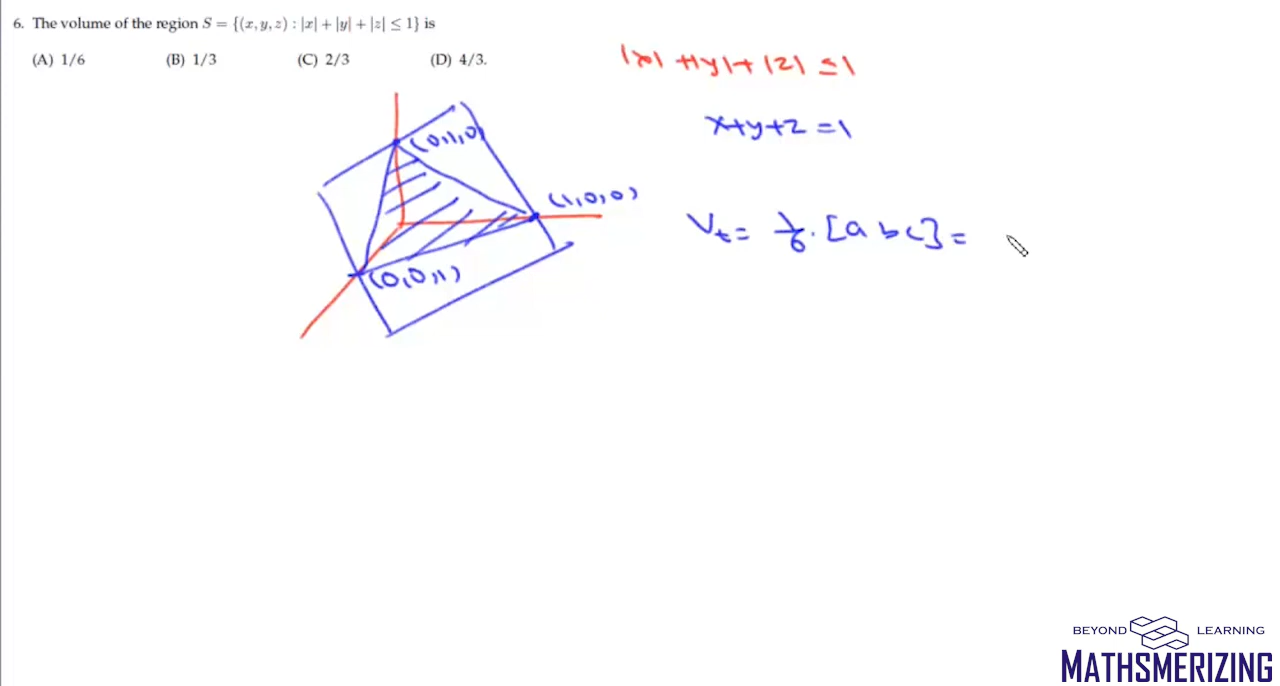 6. The volume of the region S = {(x, y, z) : |x| + |y| + |z| ≤ 1} is
(A) 1/6 (B) 1/3 (C) 2/3 (D) 4/3.
|x| + |y| + |z| ≤ 1
x+y+z = 1
(0,1,0)
(1,0,0)
V_t = 1/6 . [a b c] =
(0,0,1)
BEYOND LEARNING
MATHSMERIZING